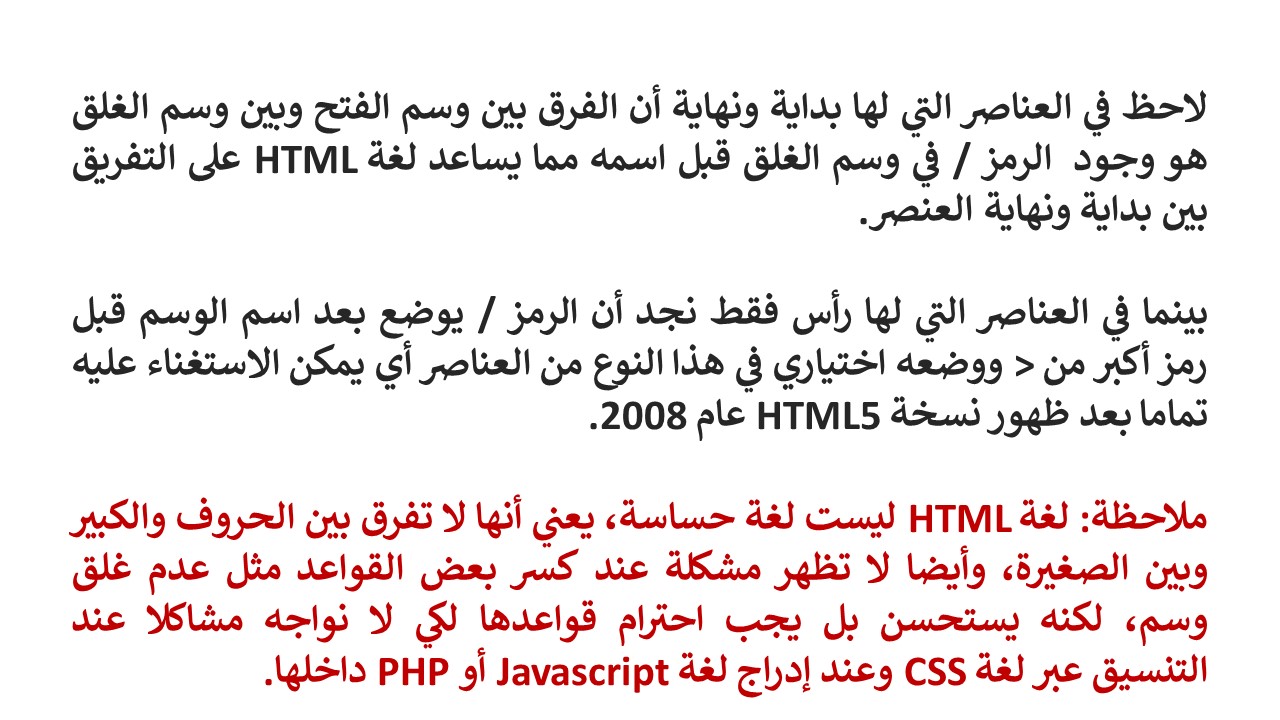 لاحظ في العناصر التي لها بداية ونهاية أن الفرق بين وسم الفتح وبين وسم الغلق
هو وجود الرمز / في وسم الغلق قبل اسمه مما يساعد لغة HTML على التفريق
بين بداية ونهاية العنصر.
بينما في العناصر التي لها رأس فقط نجد أن الرمز / يوضع بعد اسم الوسم قبل
رمز أكبر من > ووضعه اختياري في هذا النوع من العناصر أي يمكن الاستغناء عليه
تماما بعد ظهور نسخة HTML5 عام 2008.
ملاحظة: لغة HTML ليست لغة حساسة، يعني أنها لا تفرق بين الحروف والكبير
وبين الصغيرة، وأيضا لا تظهر مشكلة عند كسر بعض القواعد مثل عدم غلق
وسم، لكنه يستحسن بل يجب احترام قواعدها لكي لا نواجه مشاكلا عند
التنسيق عبر لغة CSS وعند إدراج لغة Javascript أو PHP داخلها.